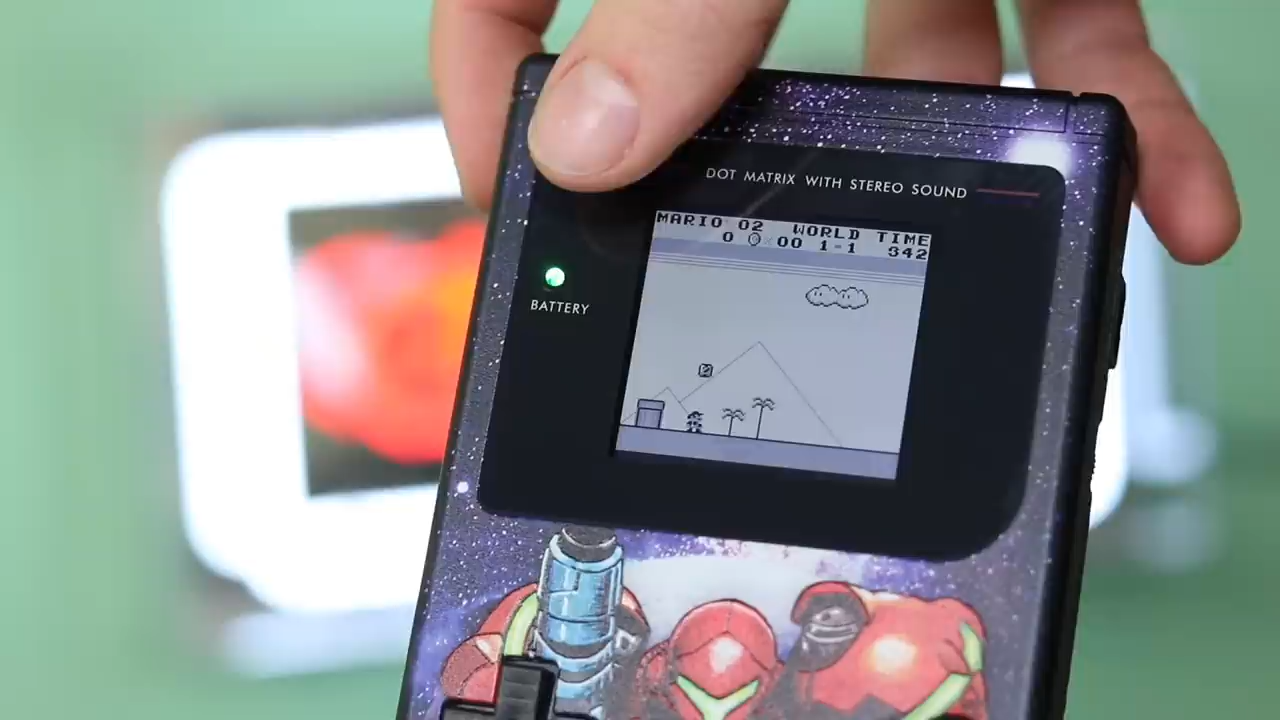 DOT MATRIX WITH STEREO SOUND
MARIO 02 WORLD TIME
0 00 1-1 342
BATTERY